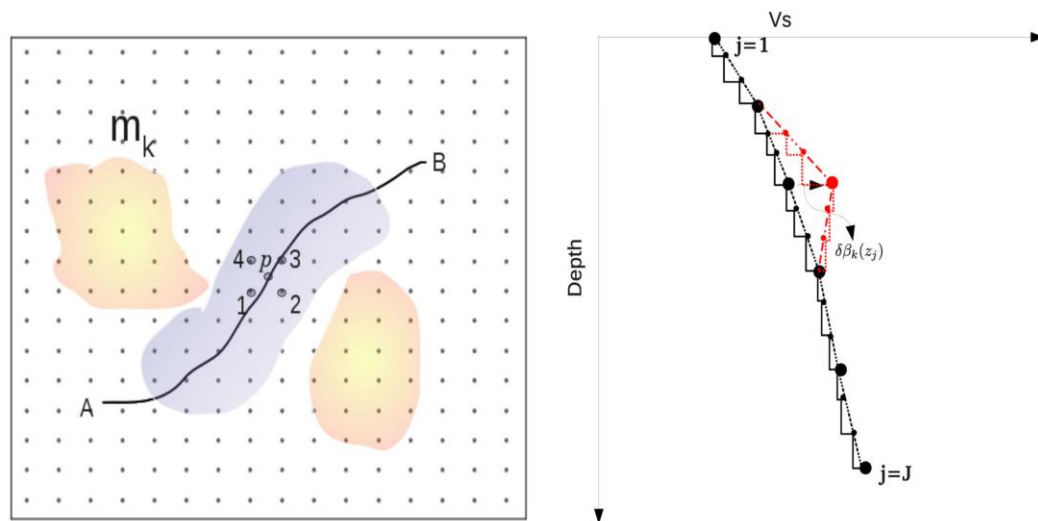 m_k
A
B
4 p 3
1 2
Vs
j=1
Depth
δβ_k(z_j)
j=J